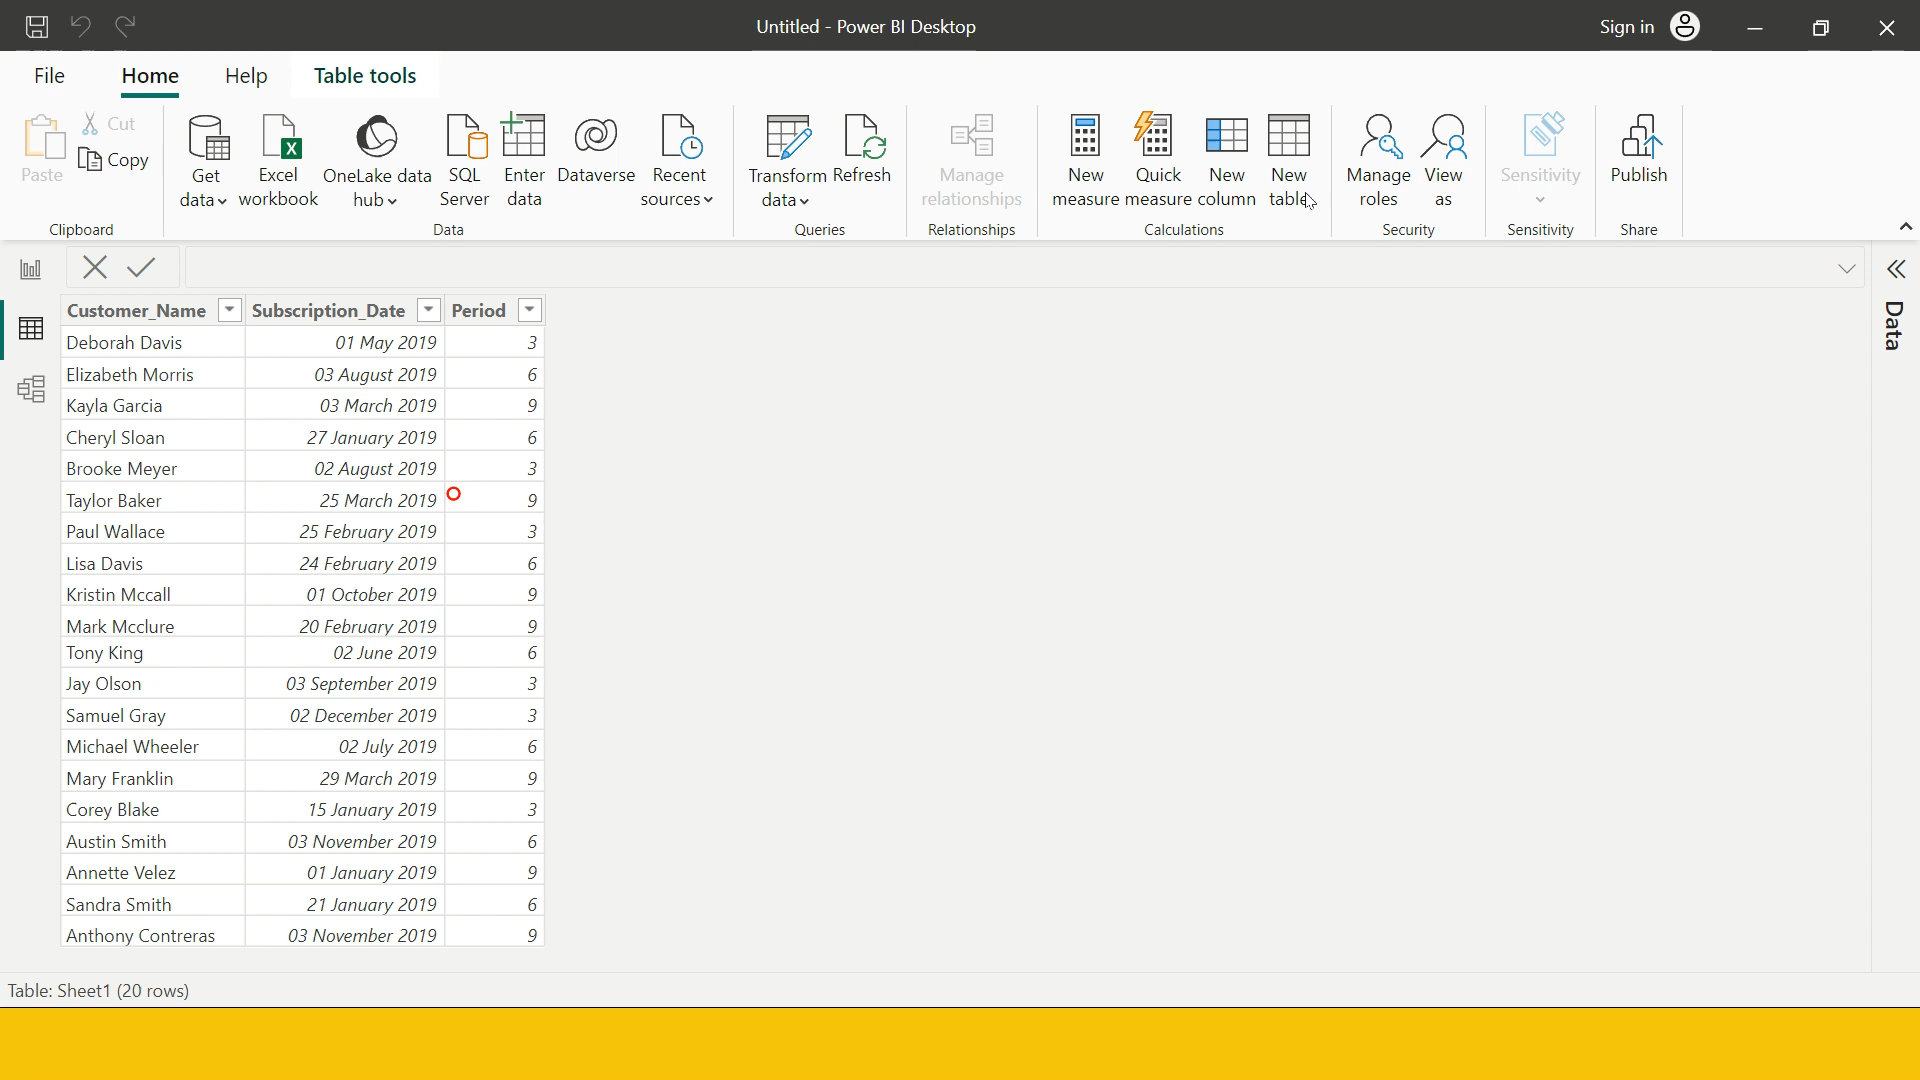 Untitled - Power BI Desktop
Sign in
File Home Help Table tools
Paste
Cut
Copy
Clipboard
Get data
Excel workbook
OneLake data hub
SQL Server
Enter data
Dataverse
Recent sources
Data
Transform data
Refresh
Queries
Manage relationships
Relationships
New measure
Quick measure
New column
New table
Calculations
Manage roles
View as
Security
Sensitivity
Sensitivity
Publish
Share
Customer_Name Subscription_Date Period
Deborah Davis 01 May 2019 3
Elizabeth Morris 03 August 2019 6
Kayla Garcia 03 March 2019 9
Cheryl Sloan 27 January 2019 6
Brooke Meyer 02 August 2019 3
Taylor Baker 25 March 2019 9
Paul Wallace 25 February 2019 3
Lisa Davis 24 February 2019 6
Kristin Mccall 01 October 2019 9
Mark Mcclure 20 February 2019 9
Tony King 02 June 2019 6
Jay Olson 03 September 2019 3
Samuel Gray 02 December 2019 3
Michael Wheeler 02 July 2019 6
Mary Franklin 29 March 2019 9
Corey Blake 15 January 2019 3
Austin Smith 03 November 2019 6
Annette Velez 01 January 2019 9
Sandra Smith 21 January 2019 6
Anthony Contreras 03 November 2019 9
Data
Table: Sheet1 (20 rows)